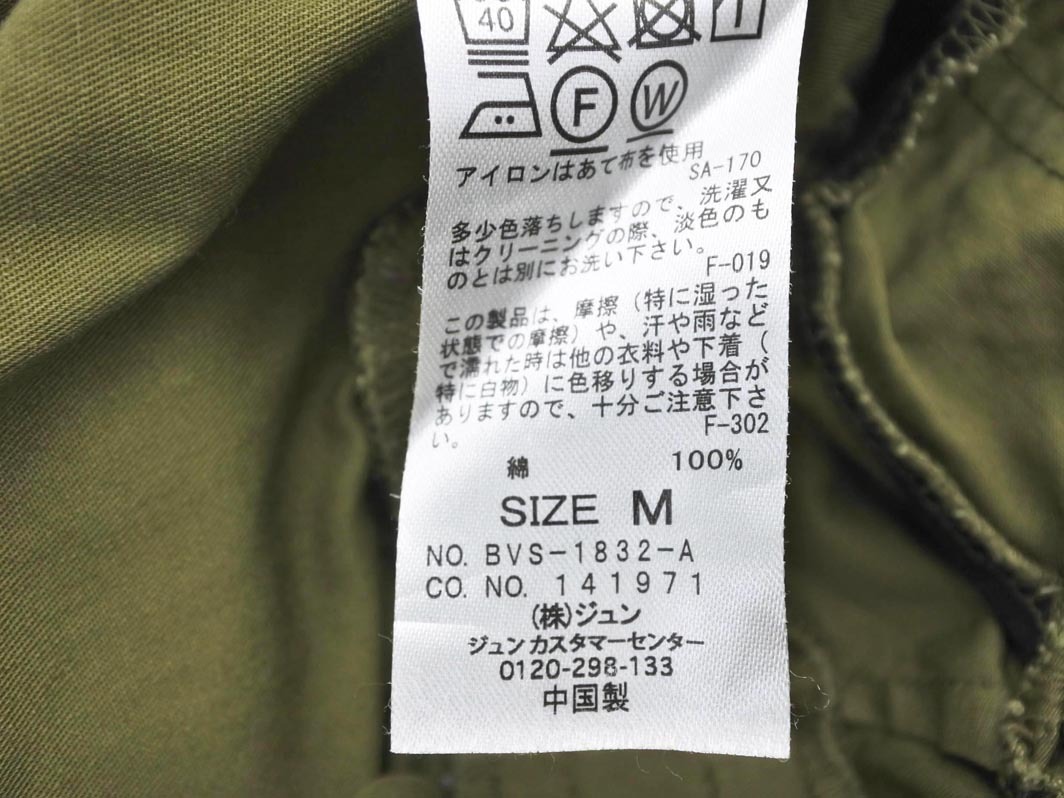 40
F W
アイロンはあて布を使用
SA-170
多少色落ちしますので、洗濯又
はクリーニングの際、淡色のも
のとは別にお洗い下さい。
F-019
この製品は、摩擦（特に湿った
状態での摩擦）や、汗や雨など
で濡れた時は他の衣料や下着（
特に白物）に色移りする場合が
ありますので、十分ご注意下さ
い。
F-302
綿 100%
SIZE M
NO. BVS-1832-A
CO. NO. 141971
(株)ジュン
ジュンカスタマーセンター
0120-298-133
中国製